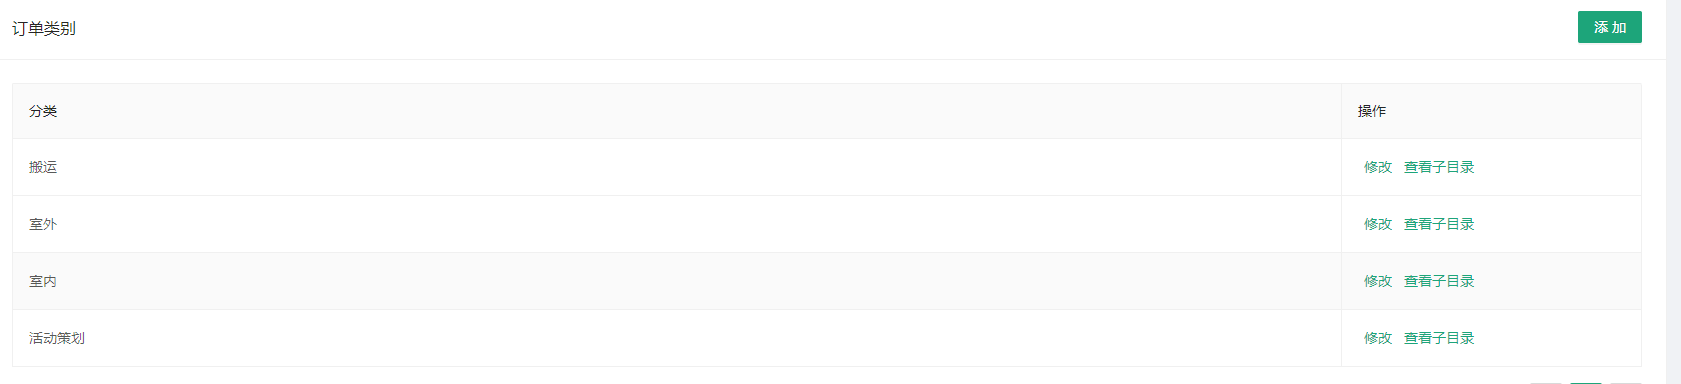 订单类别 添 加
分类 操作
搬运 修改 查看子目录
室外 修改 查看子目录
室内 修改 查看子目录
活动策划 修改 查看子目录